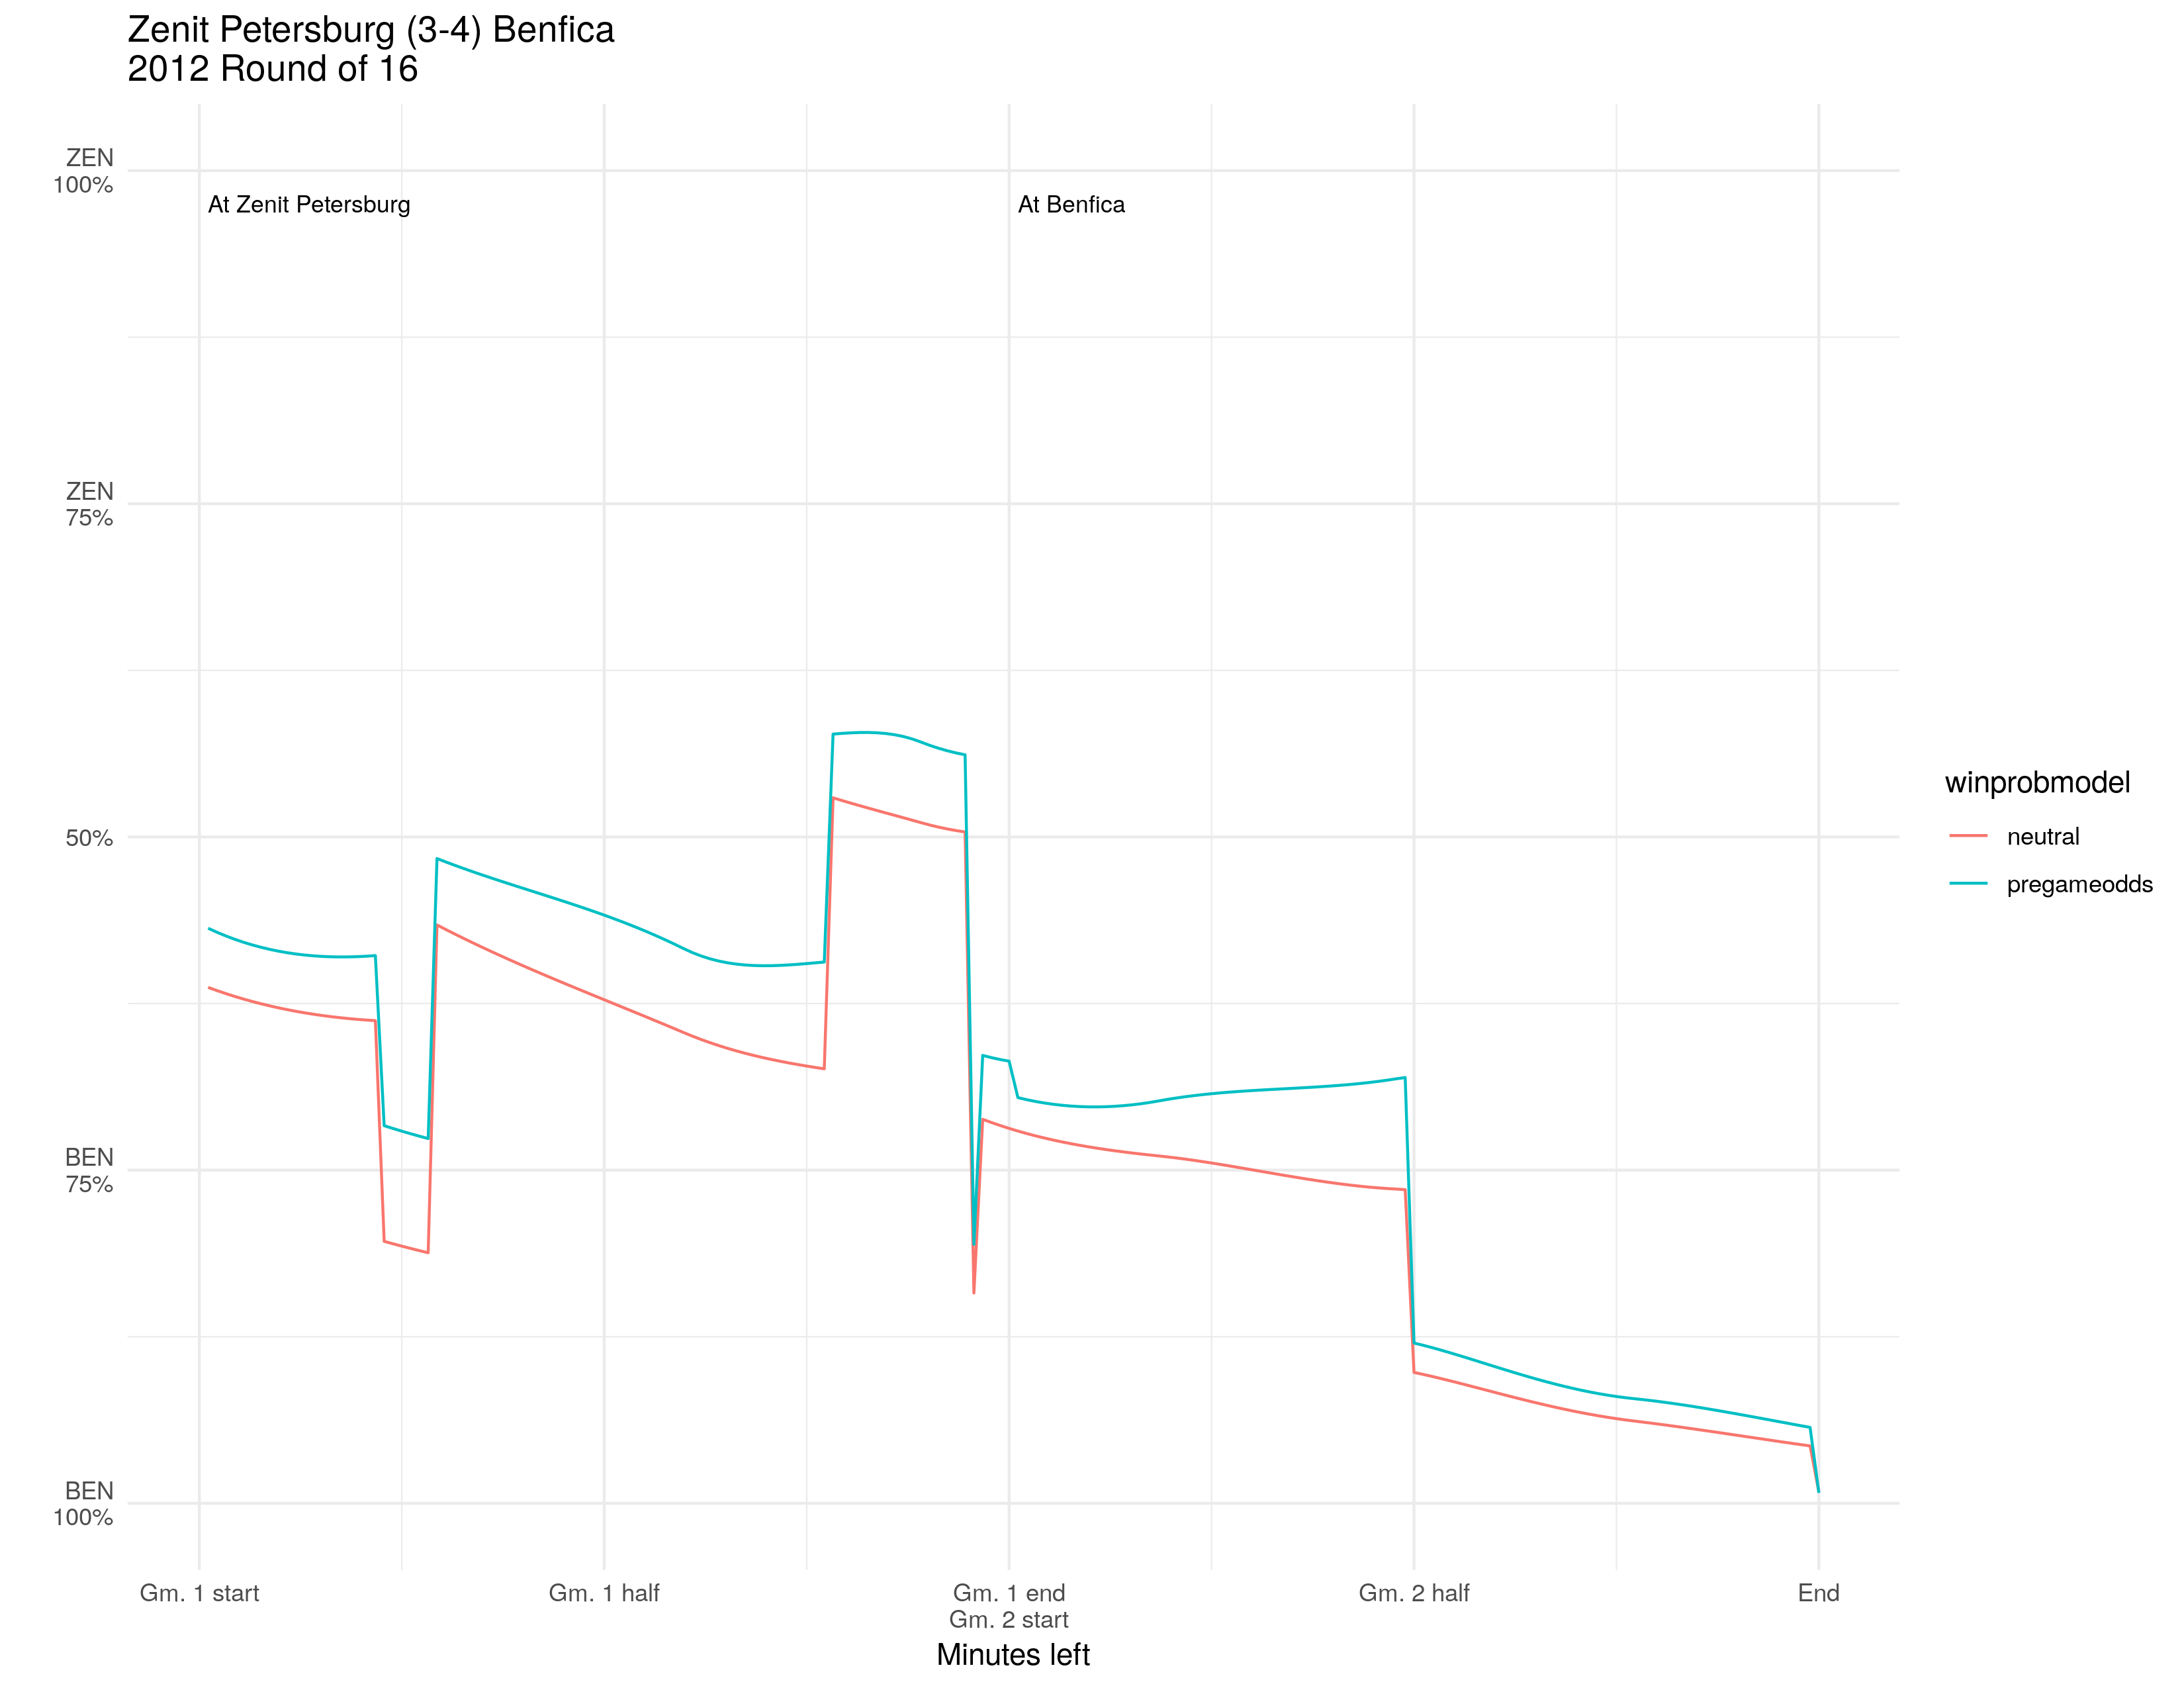 Zenit Petersburg (3-4) Benfica
2012 Round of 16
ZEN
100%
At Zenit Petersburg
At Benfica
ZEN
75%
50%
BEN
75%
BEN
100%
winprobmodel
neutral
pregameodds
Gm. 1 start
Gm. 1 half
Gm. 1 end
Gm. 2 start
Gm. 2 half
End
Minutes left